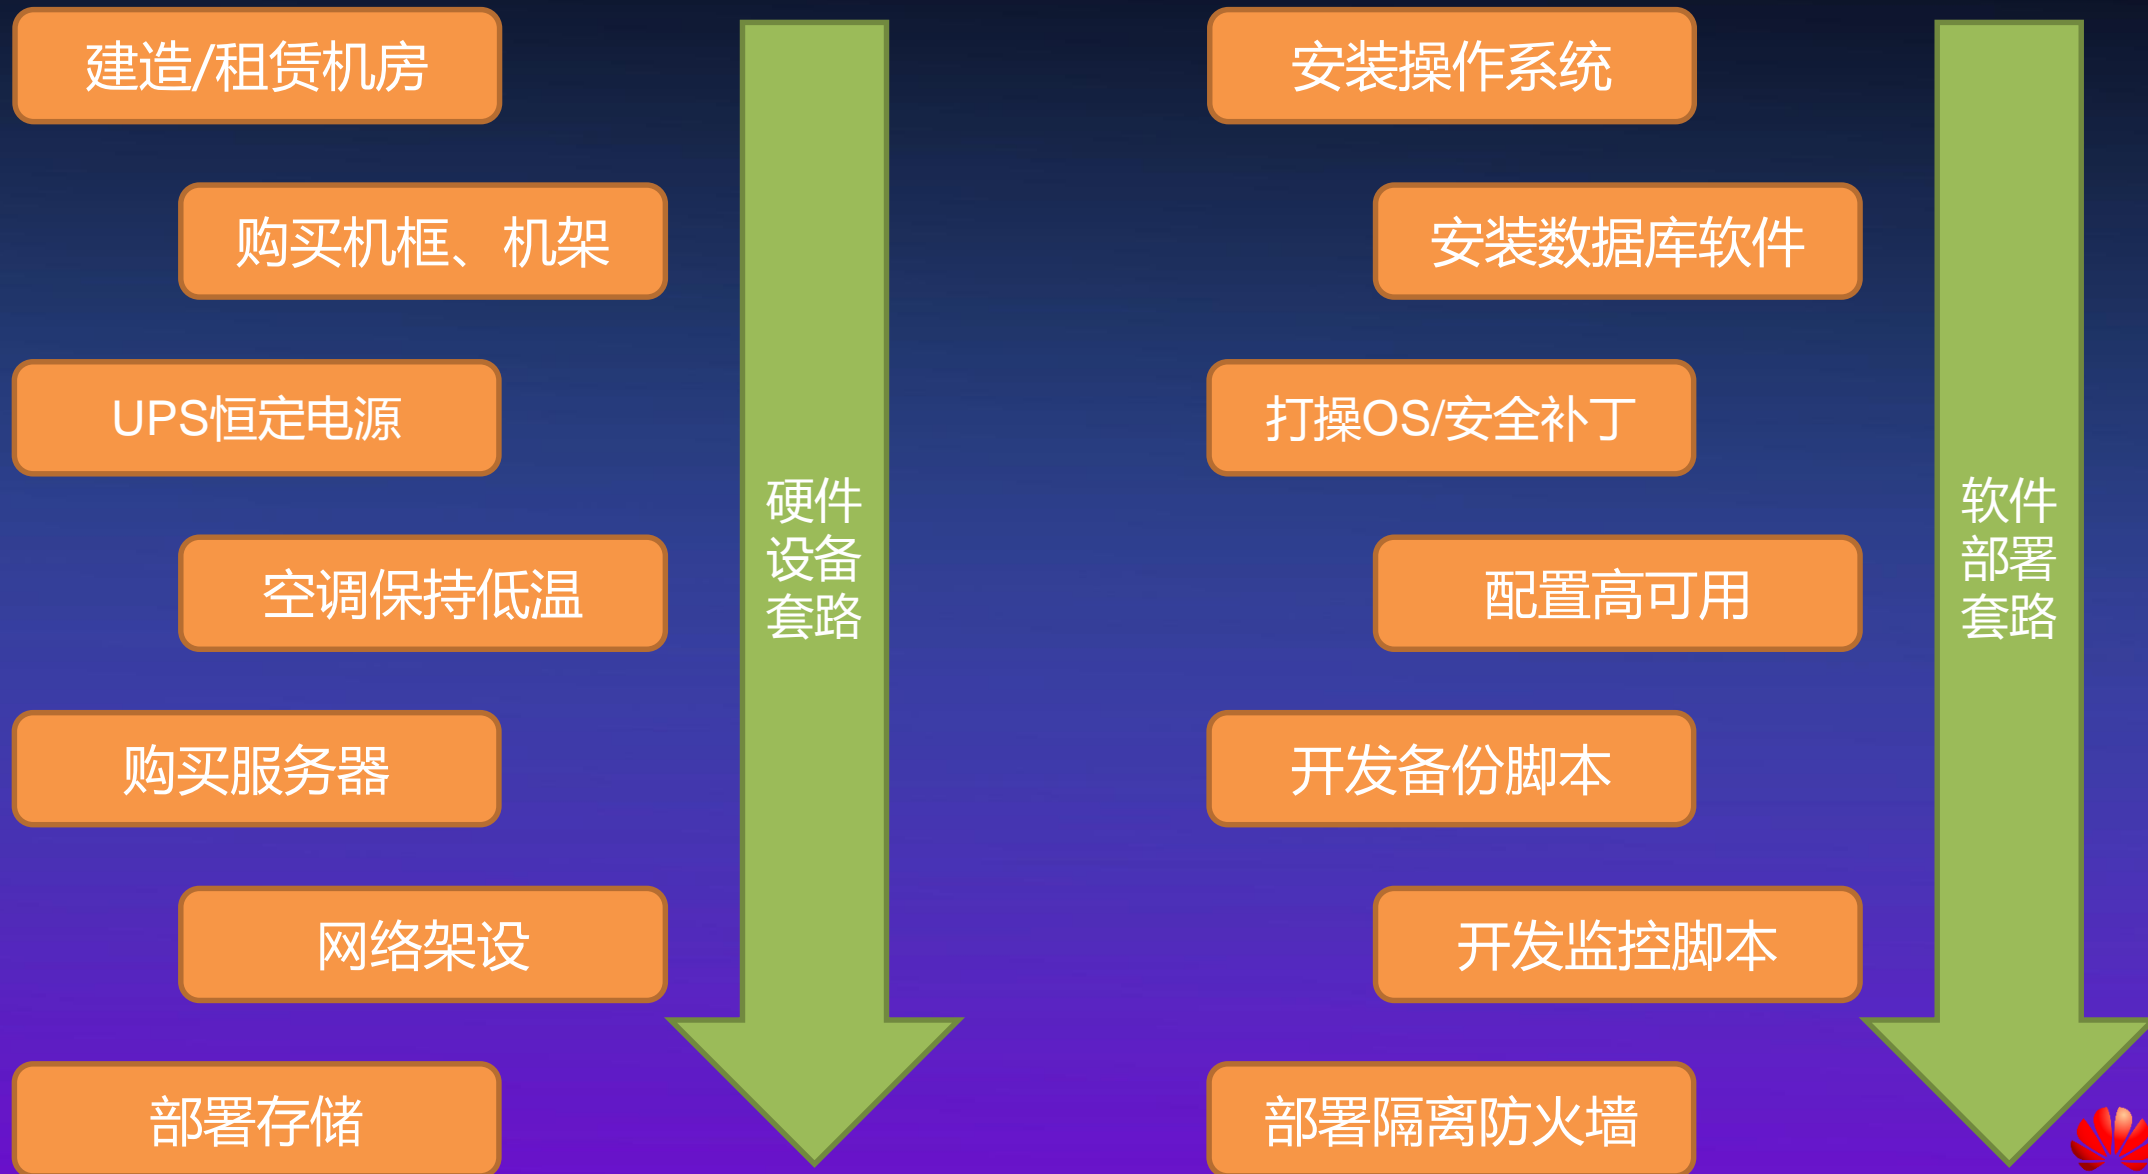 建造/租赁机房
购买机框、机架
UPS恒定电源
空调保持低温
购买服务器
网络架设
部署存储
硬件
设备
套路
安装操作系统
安装数据库软件
打操OS/安全补丁
配置高可用
开发备份脚本
开发监控脚本
部署隔离防火墙
软件
部署
套路